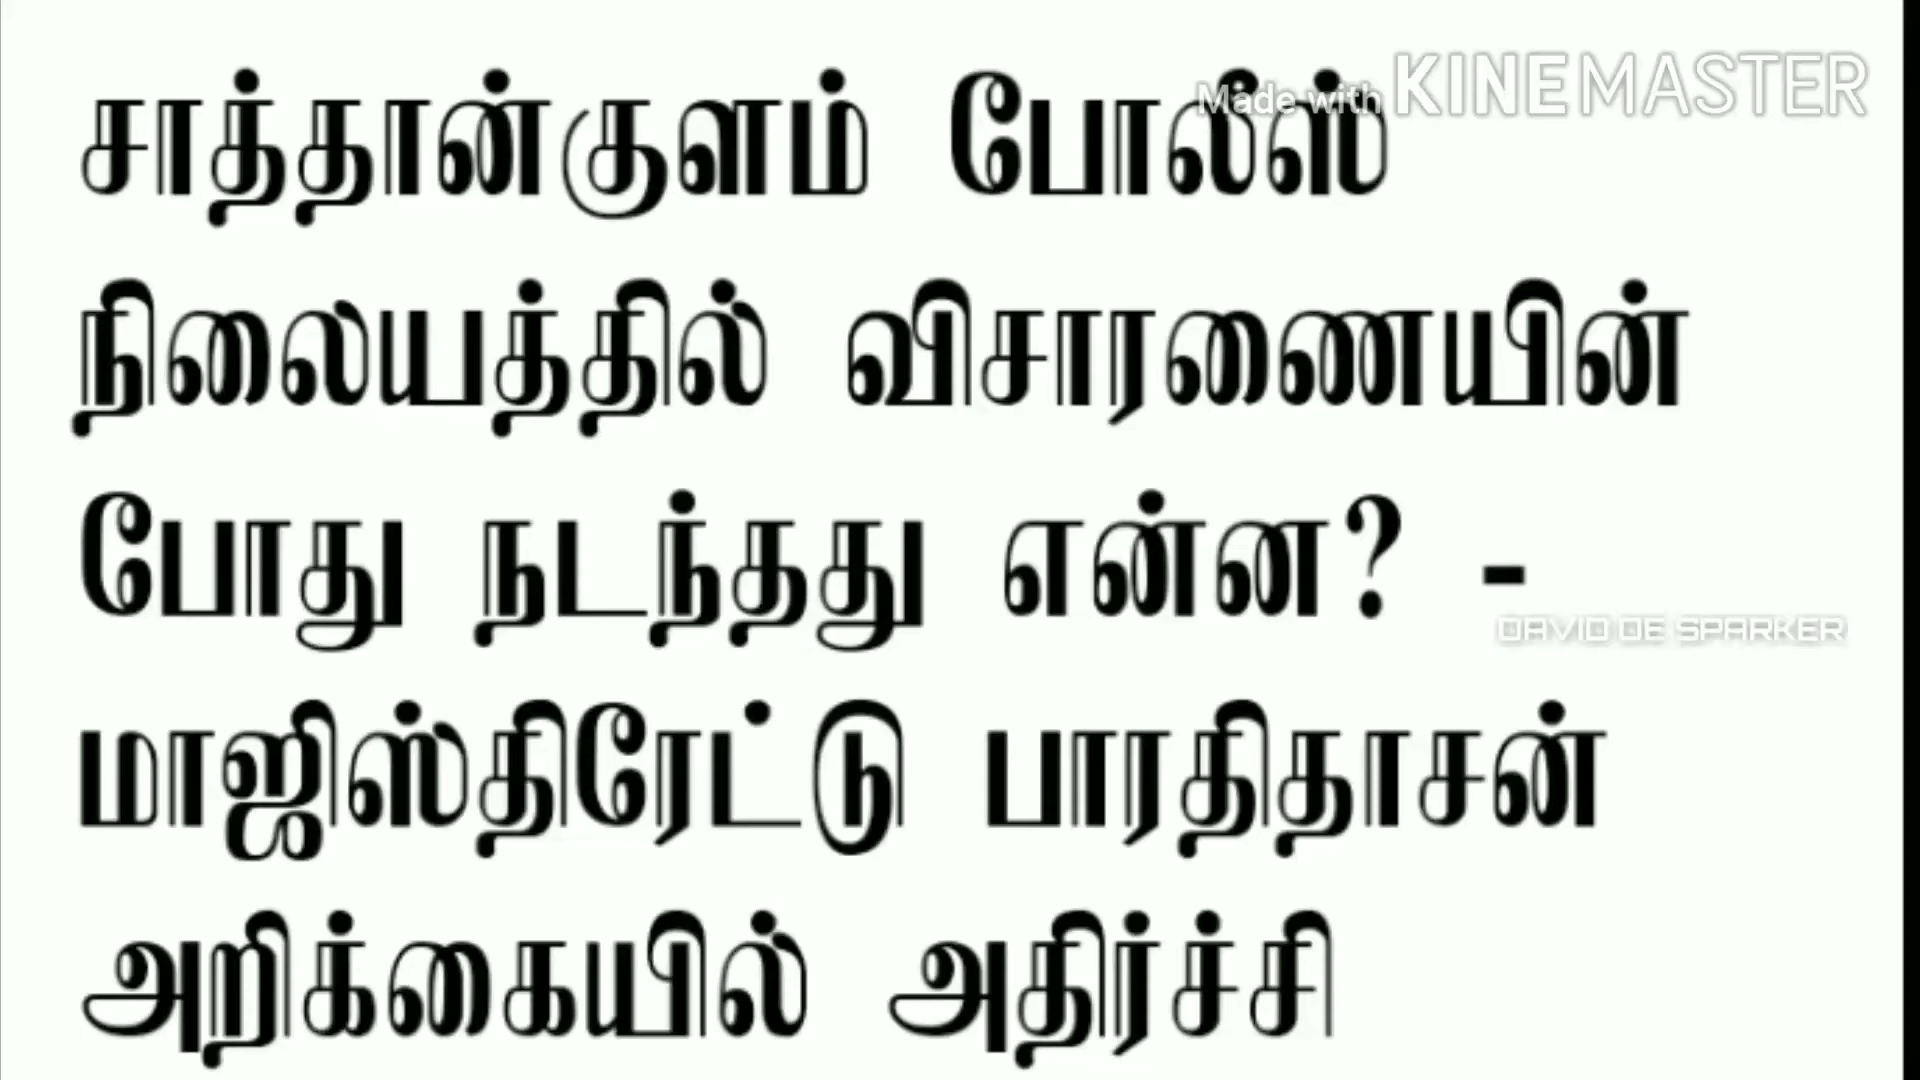 சாத்தான்குளம் போலீஸ்
Made with KINEMASTER
நிலையத்தில் விசாரணையின்
போது நடந்தது என்ன? -
DAVID DE SPARKER
மாஜிஸ்திரேட்டு பாரதிதாசன்
அறிக்கையில் அதிர்ச்சி